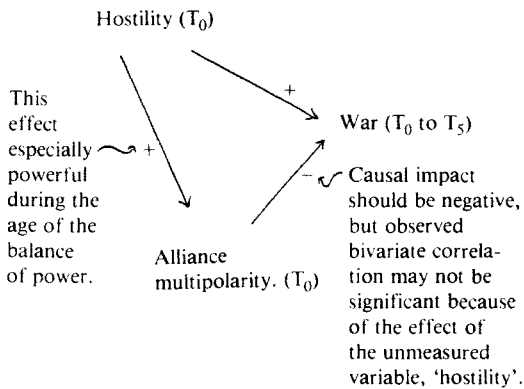 Hostility (T₀)
This
effect
especially
powerful
during the
age of the
balance
of power.
+
+
War (T₀ to T₅)
−
Causal impact
should be negative,
but observed
bivariate correla-
tion may not be
significant because
of the effect of
the unmeasured
variable, ‘hostility’.
Alliance
multipolarity. (T₀)